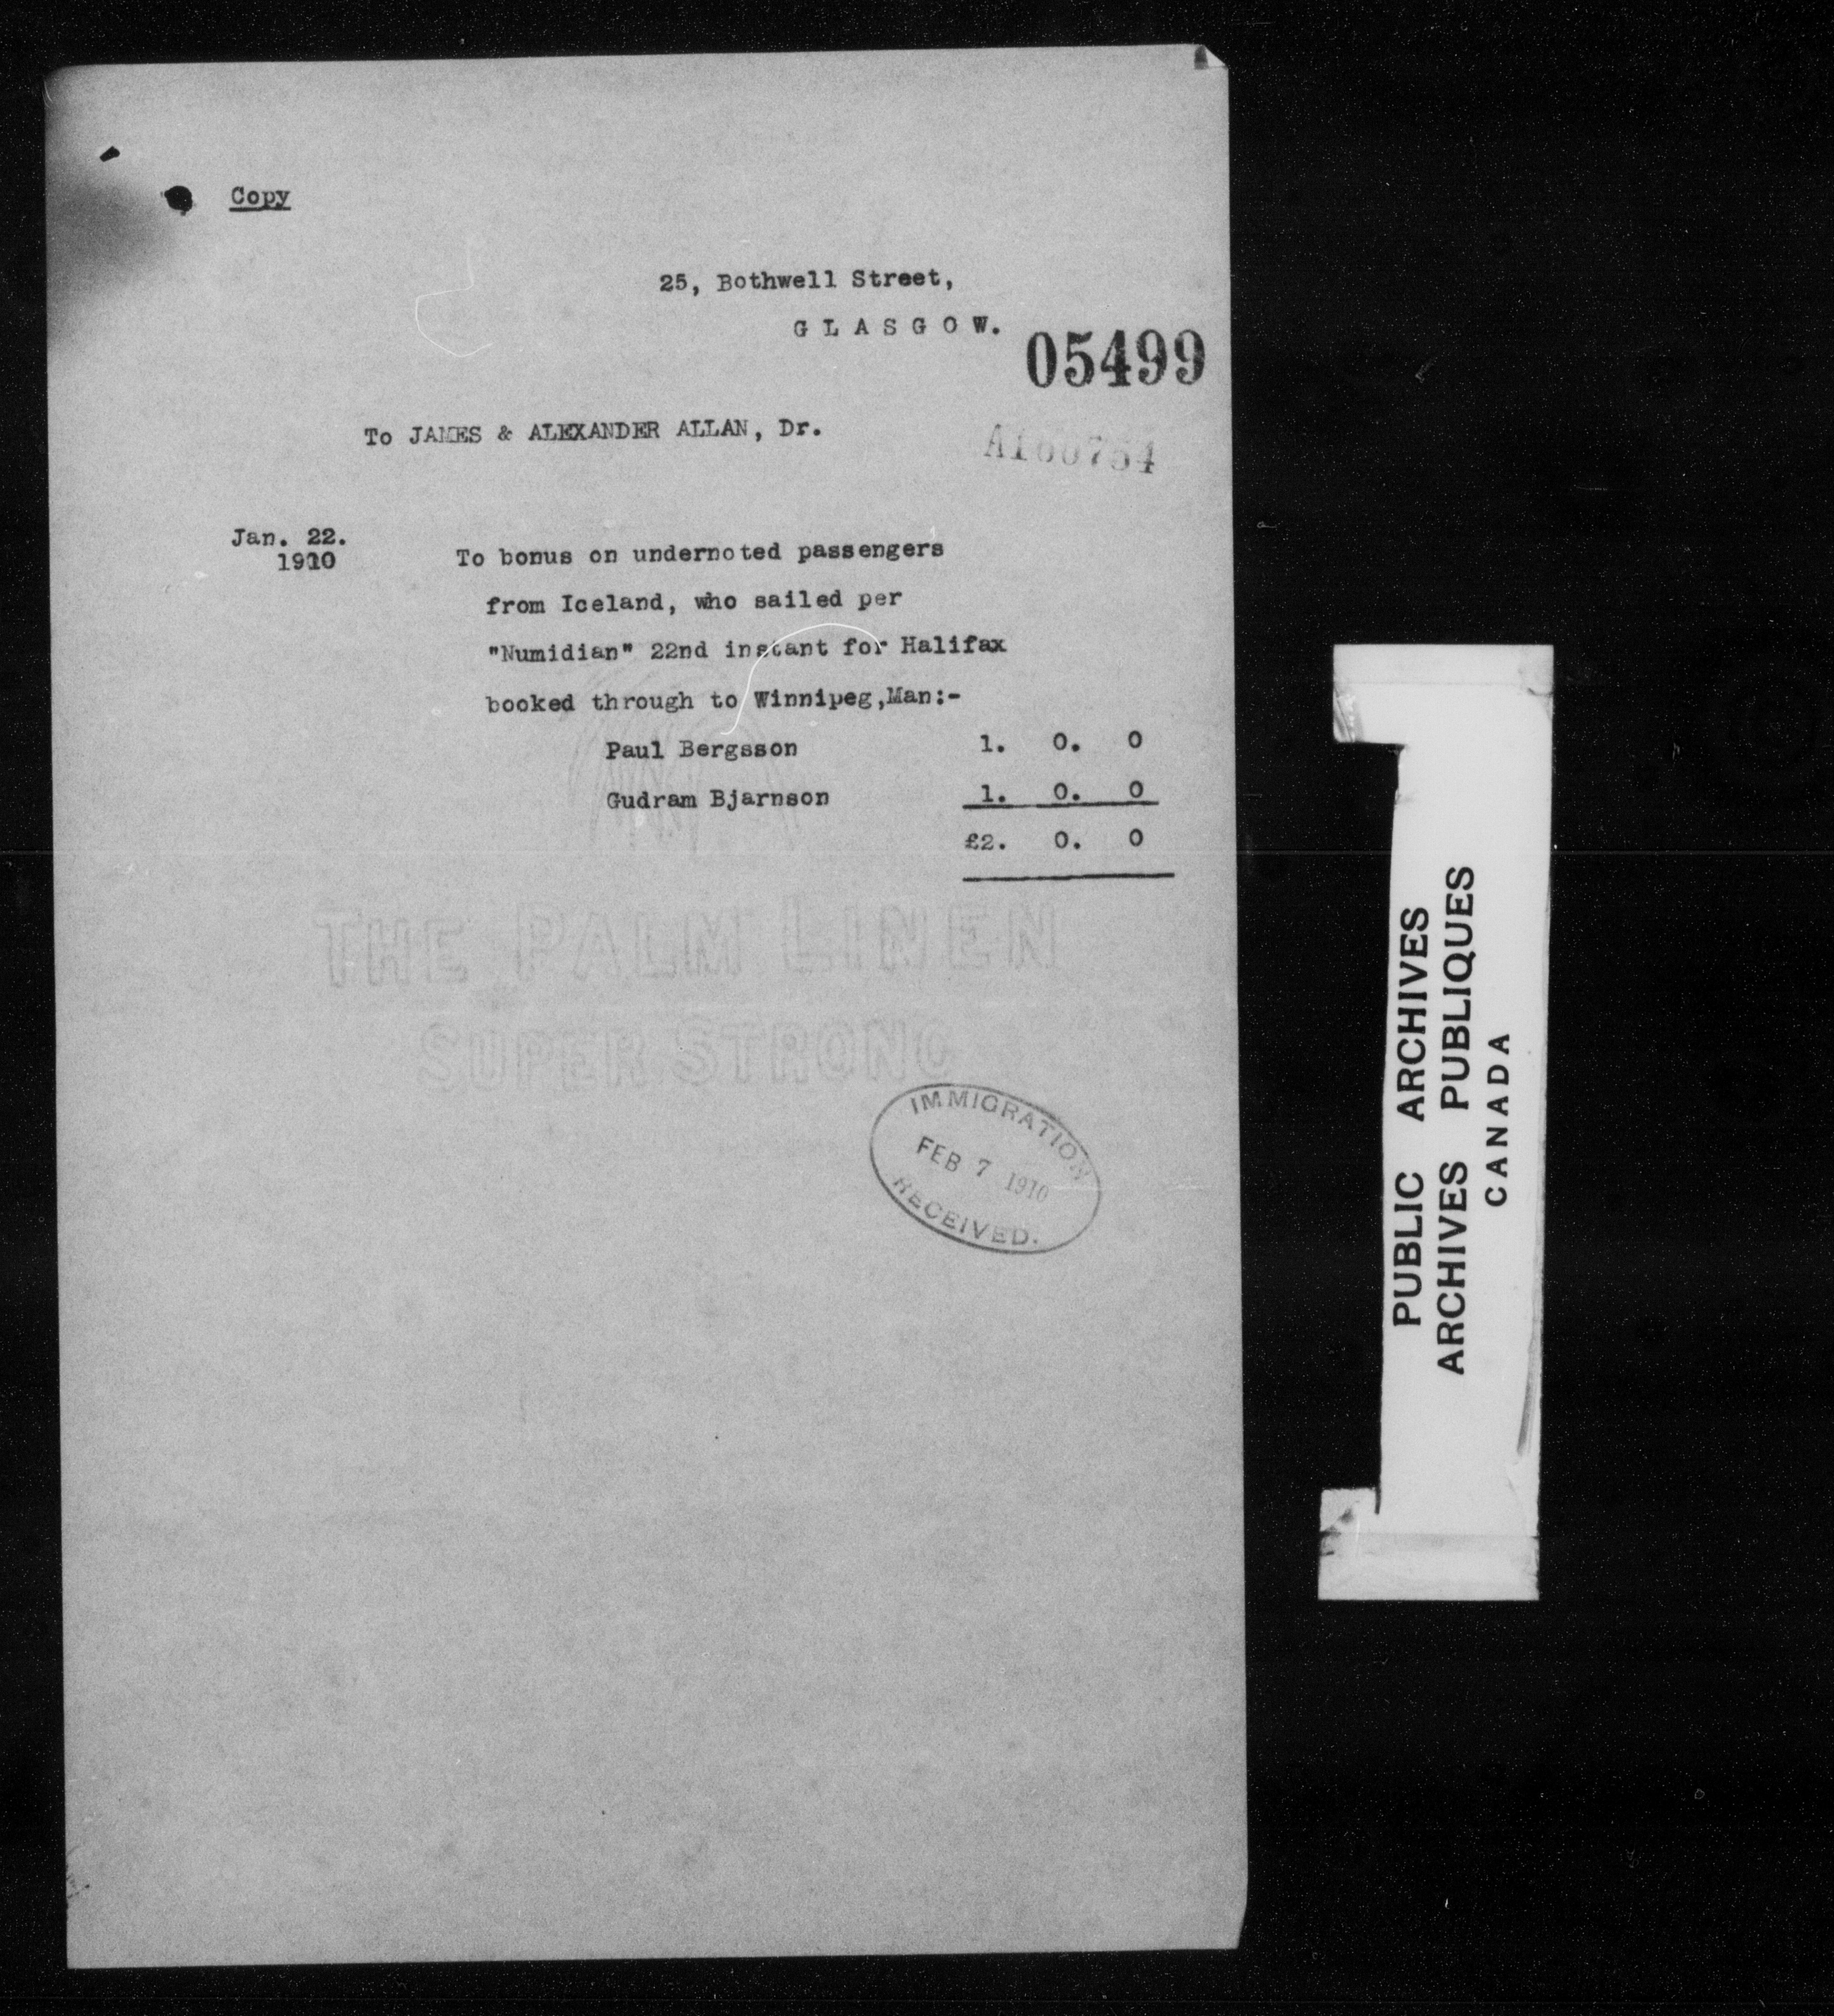 Copy
25, Bothwell Street,
GLASGOW.
05499
To JAMES & ALEXANDER ALLAN, Dr.
Jan. 22.
1910
To bonus on undernoted passengers
from Iceland, who sailed per
"Numidian" 22nd instant for Halifax
booked through to Winnipeg,Man:-
Paul Bergsson 1. 0. 0
Gudram Bjarnson 1. 0. 0
£2. 0. 0
THE PALM LINEN
SUPER STRONG
IMMIGRATION
FEB 7 1910
RECEIVED.
PUBLIC ARCHIVES
ARCHIVES PUBLIQUES
CANADA